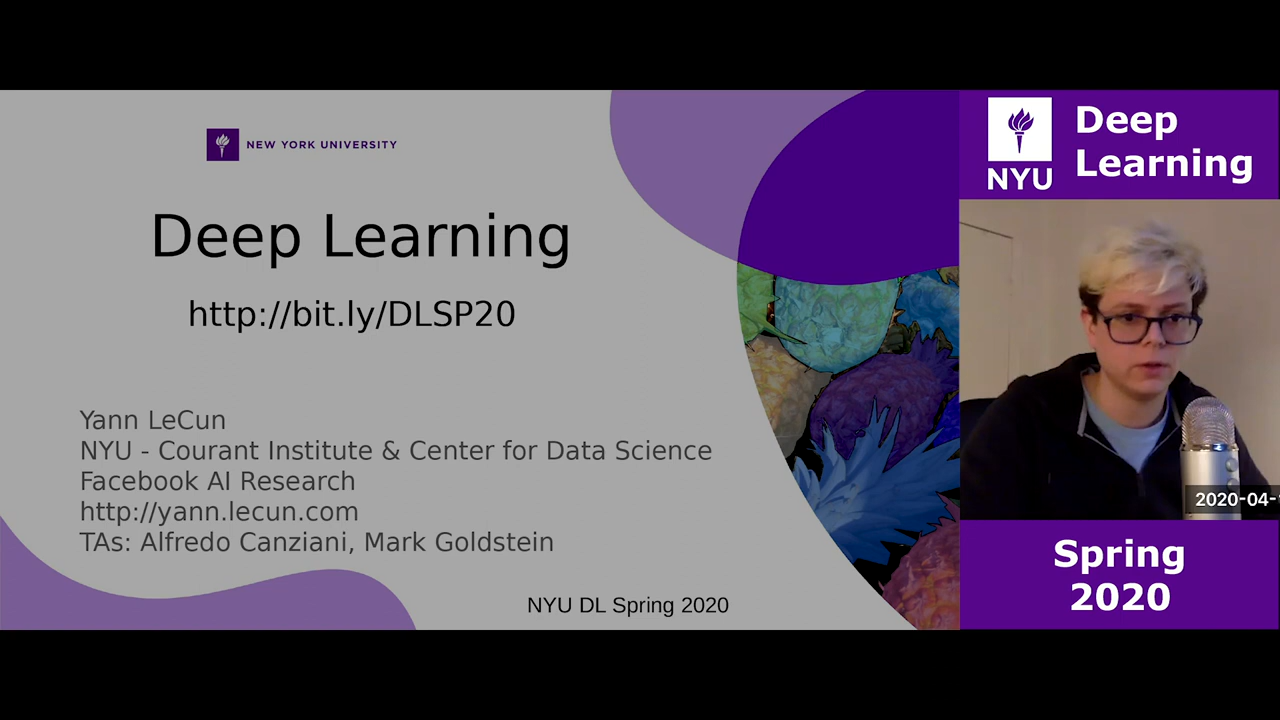 NEW YORK UNIVERSITY
Deep Learning
http://bit.ly/DLSP20
Yann LeCun
NYU - Courant Institute & Center for Data Science
Facebook AI Research
http://yann.lecun.com
TAs: Alfredo Canziani, Mark Goldstein
NYU DL Spring 2020
NYU
Deep
Learning
2020-04-
Spring
2020